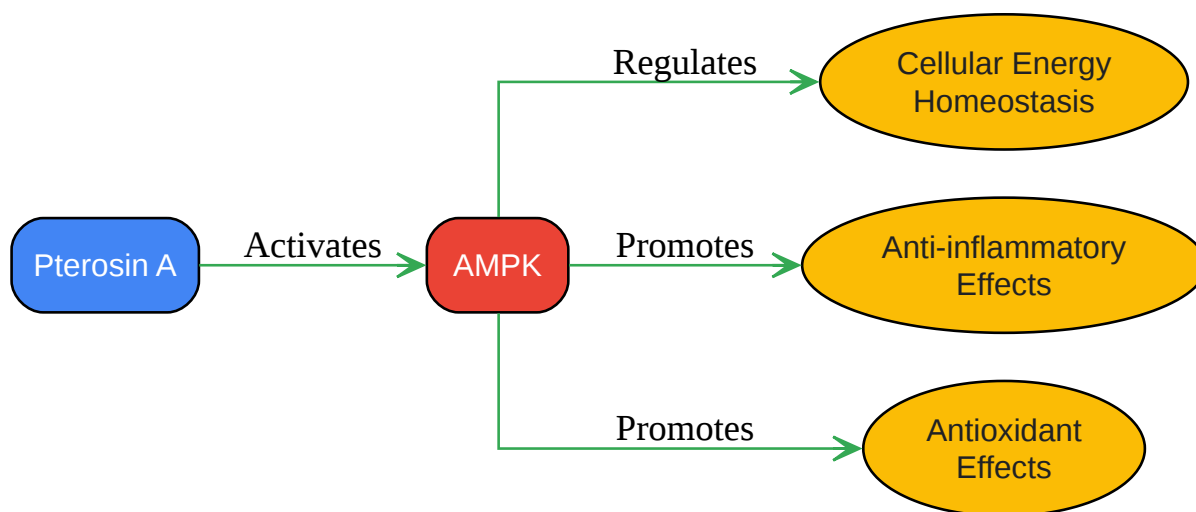 Regulates
Cellular Energy
Homeostasis
Pterosin A
Activates
AMPK
Promotes
Anti-inflammatory
Effects
Promotes
Antioxidant
Effects